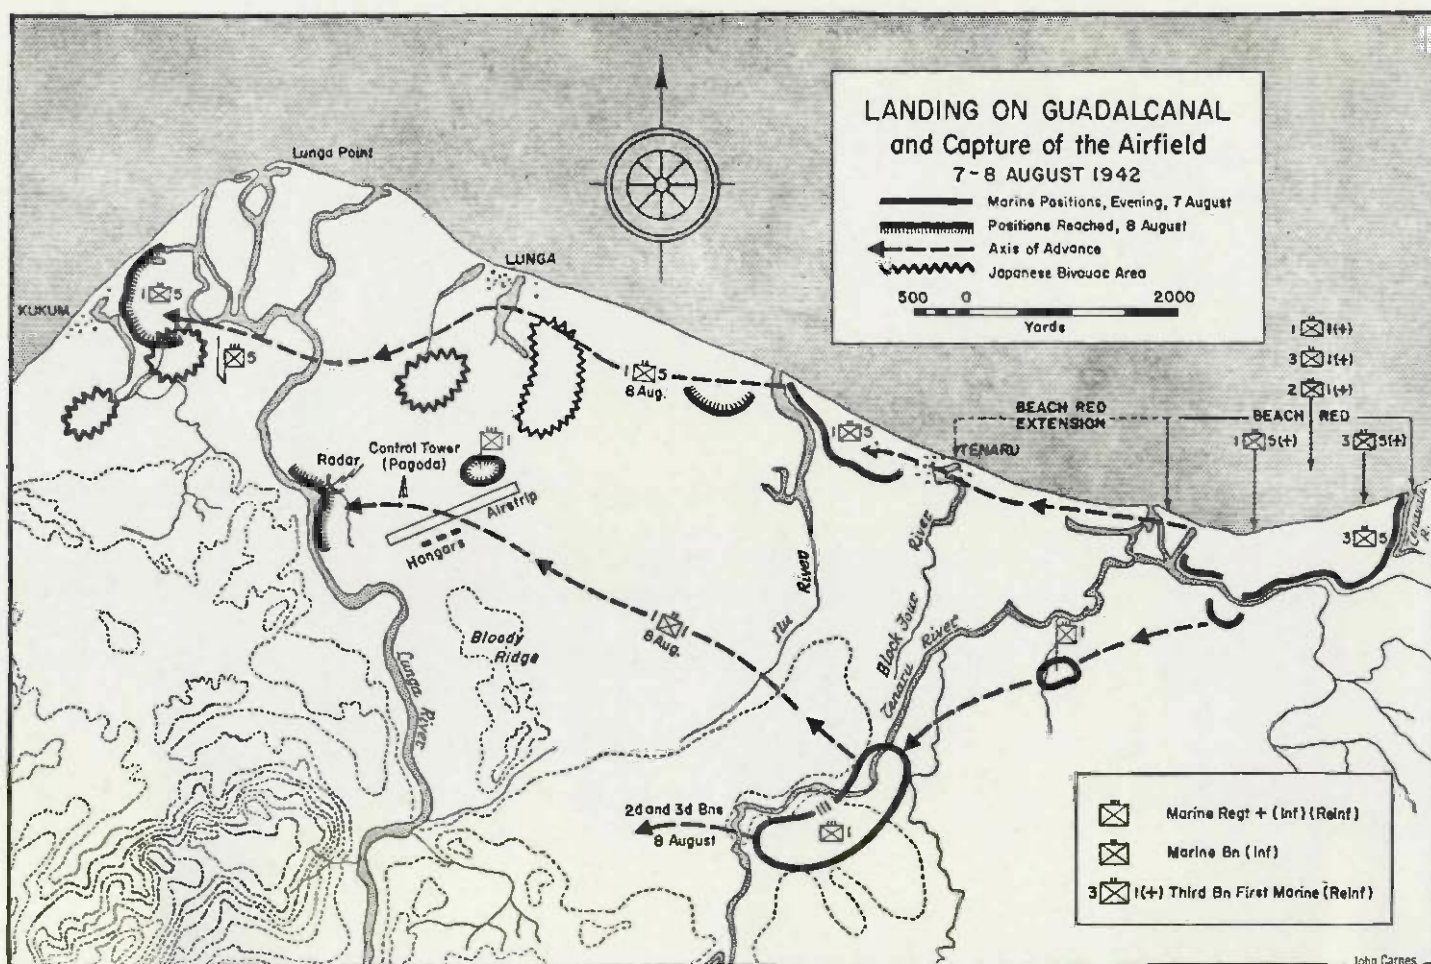 LANDING ON GUADALCANAL
and Capture of the Airfield
7-8 AUGUST 1942
Marine Positions, Evening, 7 August
Positions Reached, 8 August
Axis of Advance
Japanese Bivouac Area
500 0 2000
Yards
Lunga Point
LUNGA
KUKUM
1 5
5
1 5
8 Aug.
1 5
TENARU
BEACH RED
EXTENSION
BEACH RED
1 1(+)
3 1(+)
2 1(+)
1 5(+)
3 5(+)
3 5
Radar
Control Tower
(Pagoda)
1
Airstrip
Hangars
Bloody
Ridge
Lunga
River
Ilu
River
Block Four
River
Tenaru River
1 1
8 Aug.
1
2d and 3d Bns
8 August
1
Marine Regt + (Inf) (Reinf)
Marine Bn (Inf)
3 1(+) Third Bn First Marine (Reinf)
John Carnes